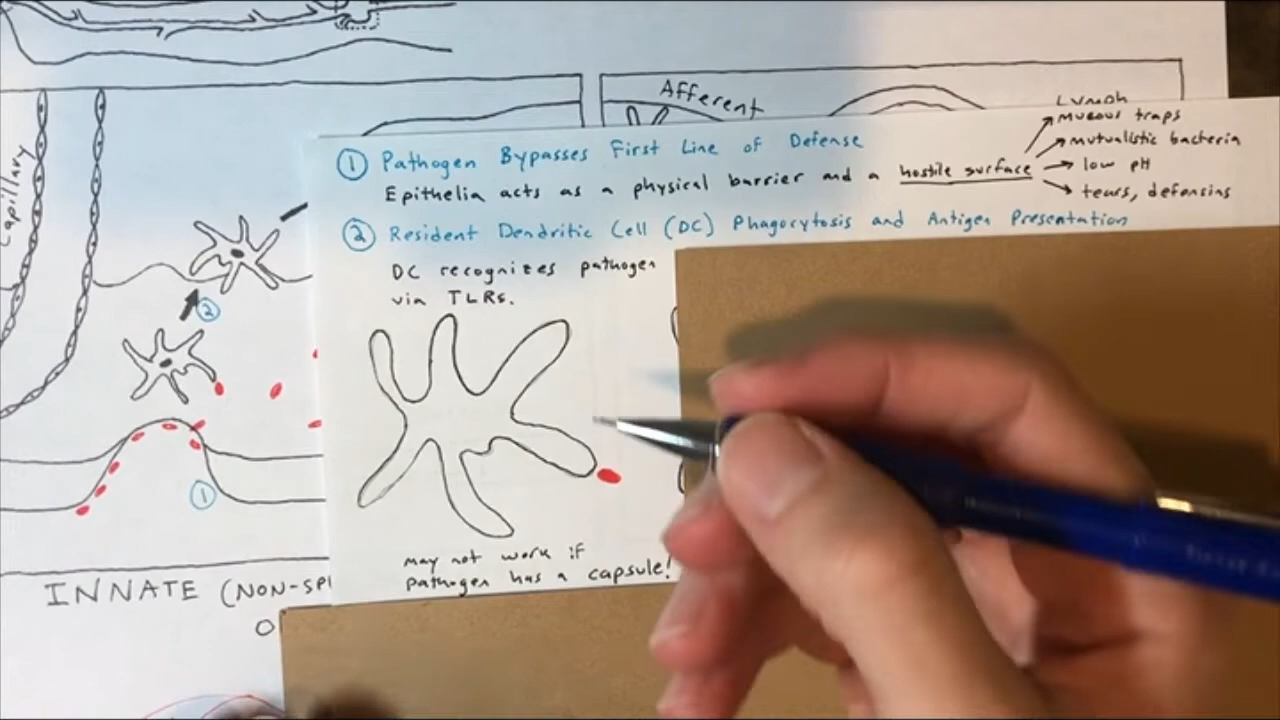 Capillary
Afferent
Lymph
① Pathogen Bypasses First Line of Defense
Epithelia acts as a physical barrier and a hostile surface
mucous traps
mutualistic bacteria
low pH
tears, defensins
② Resident Dendritic Cell (DC) Phagocytosis and Antigen Presentation
DC recognizes pathogen
via TLRs.
②
①
may not work if
pathogen has a capsule!
INNATE (NON-SP
O